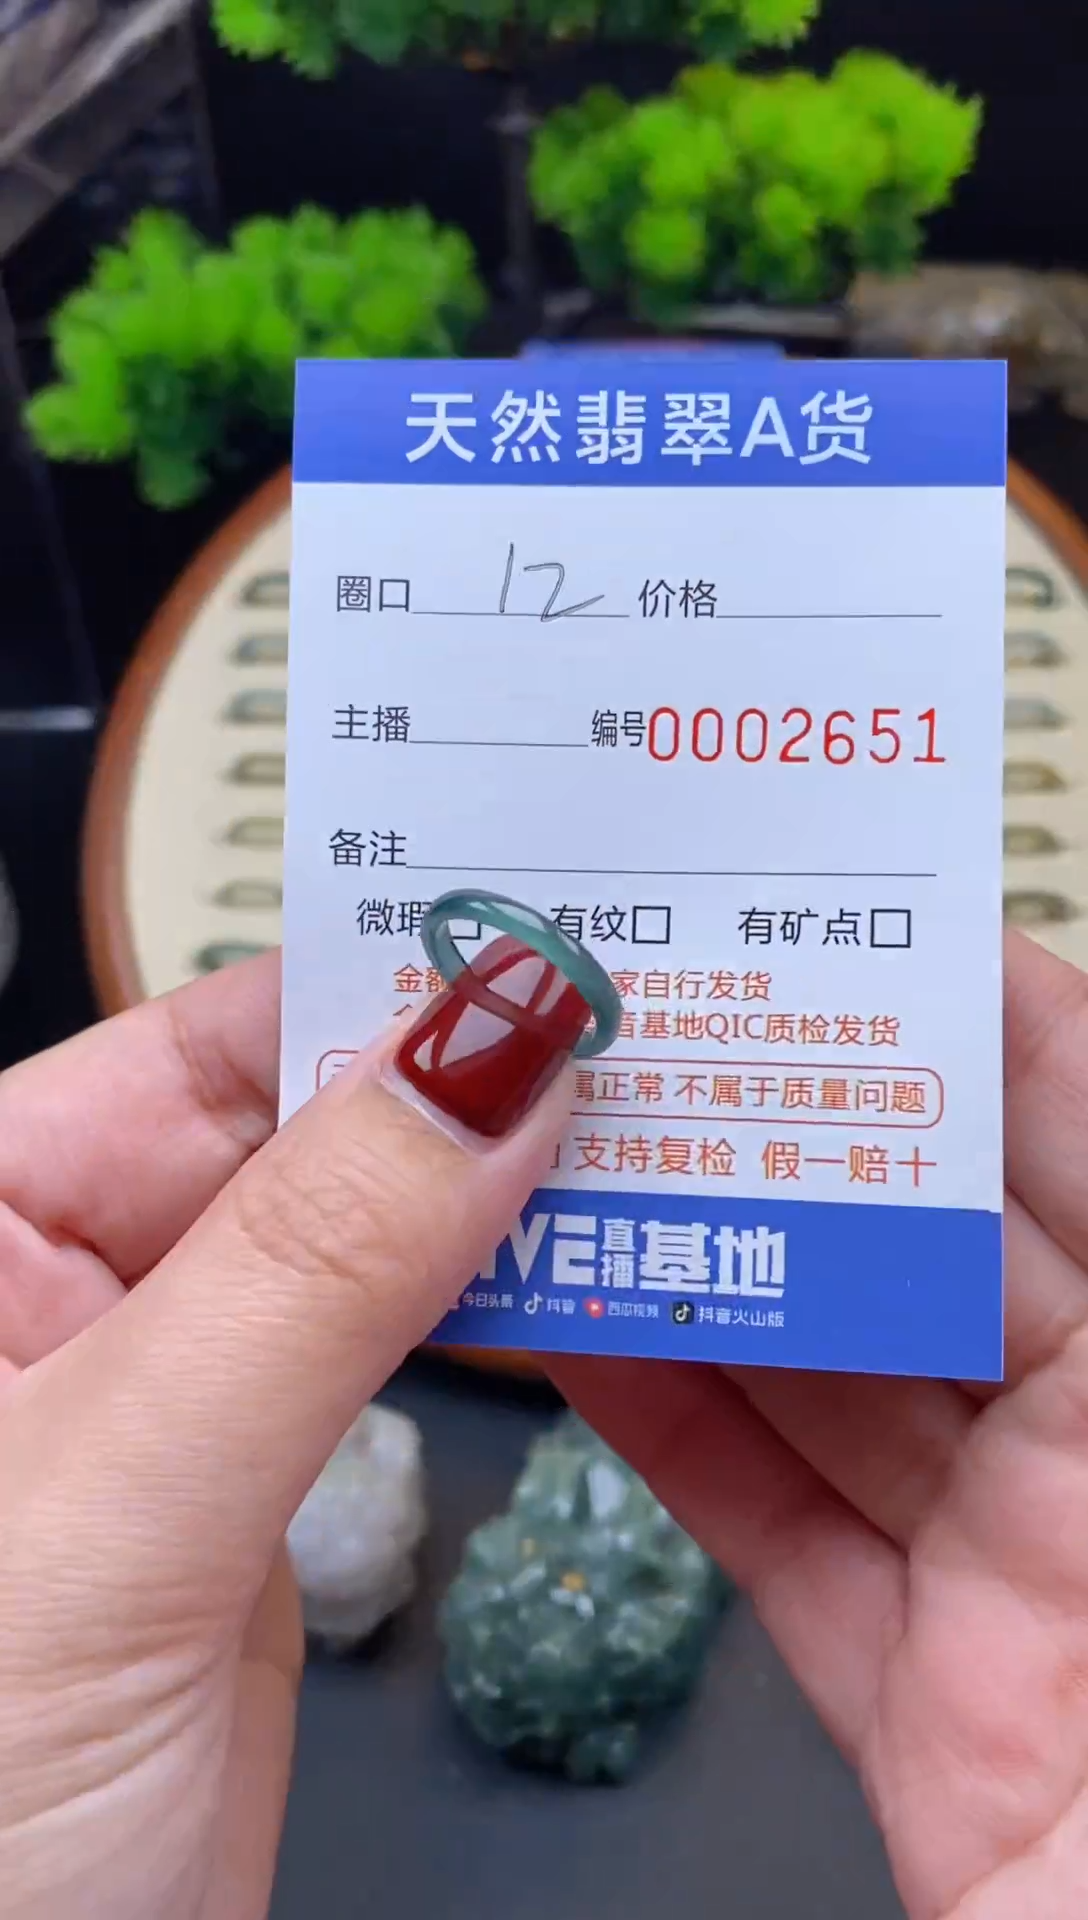 天然翡翠A货
圈口 12 价格
主播 编号0002651
备注
微瑕 有纹□ 有矿点□
金额 家自行发货
音基地QIC质检发货
属正常 不属于质量问题
支持复检 假一赔十
IVE直播基地
今日头条 抖音 西瓜视频 抖音火山版